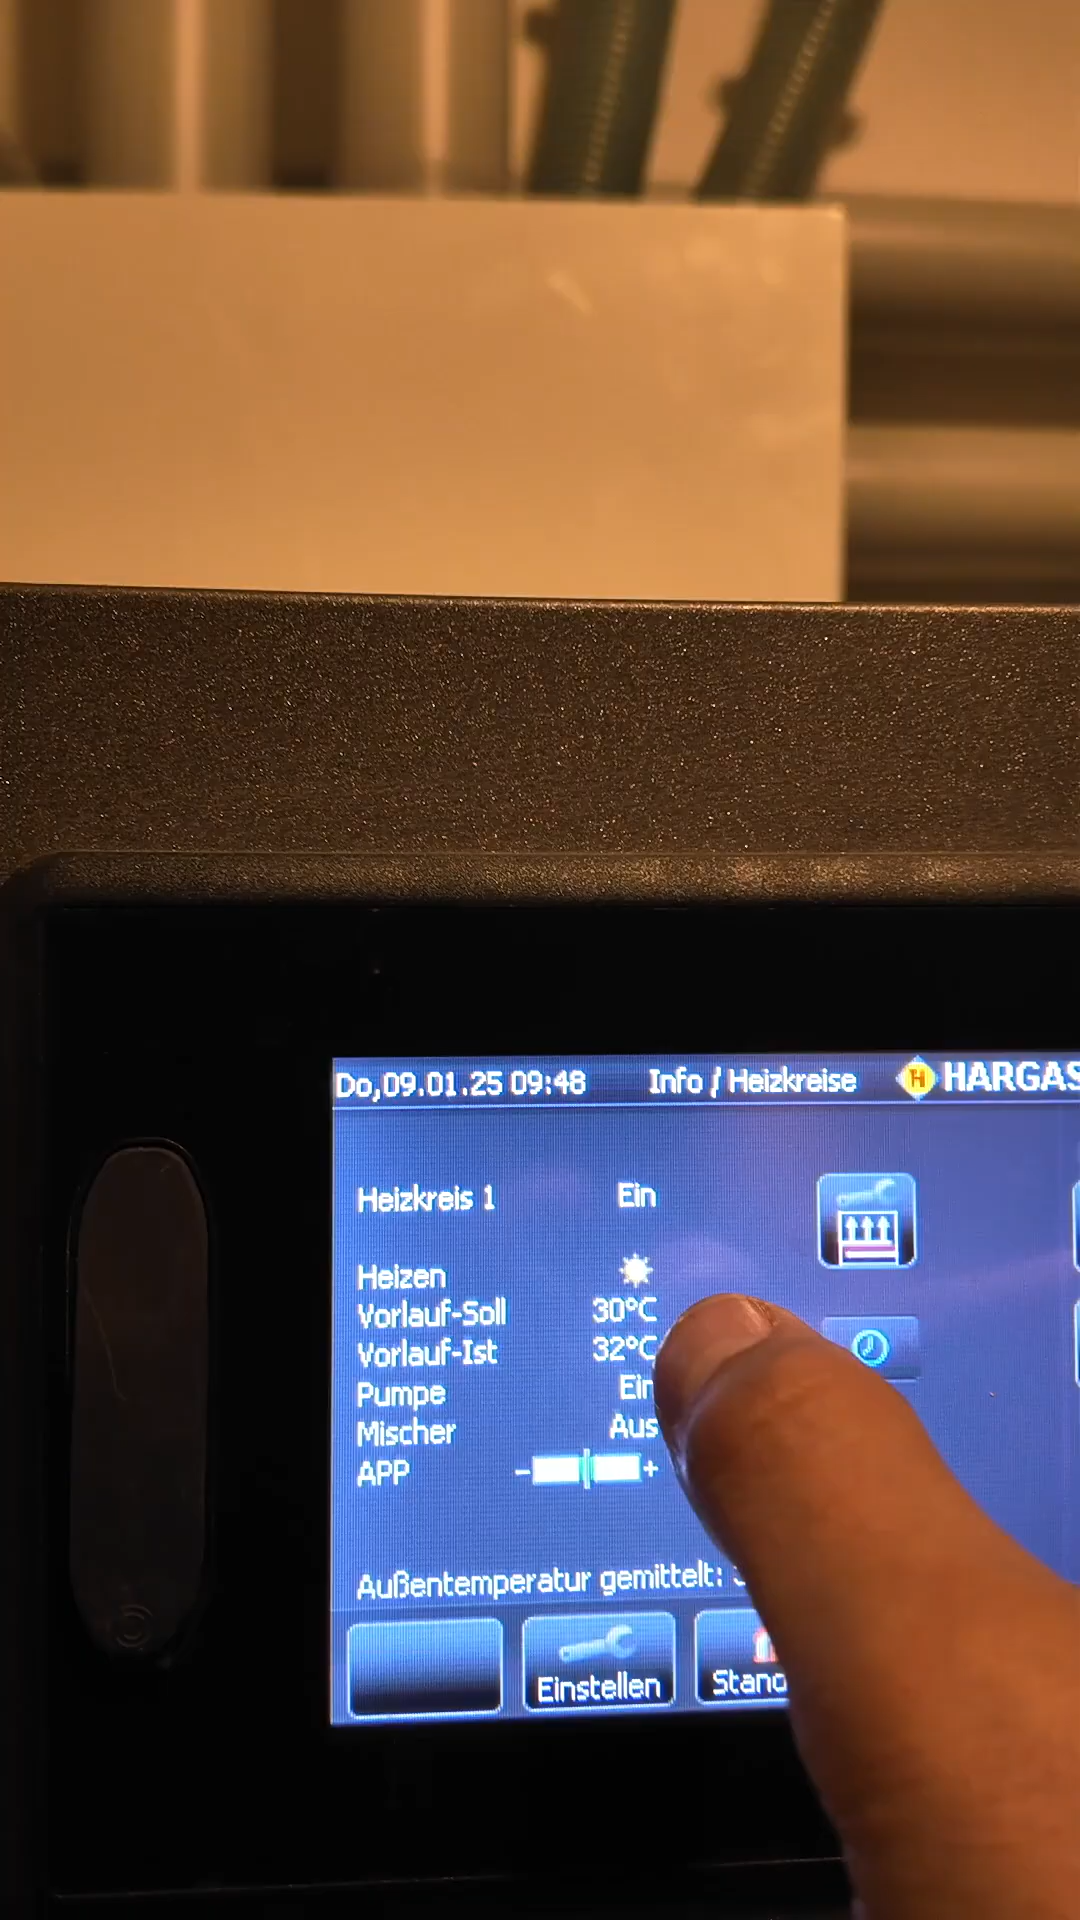 Do,09.01.25 09:48 Info / Heizkreise HARGAS
Heizkreis 1 Ein
Heizen
Vorlauf-Soll 30°C
Vorlauf-Ist 32°C
Pumpe Ein
Mischer Aus
APP - +
Außentemperatur gemittelt:
Einstellen